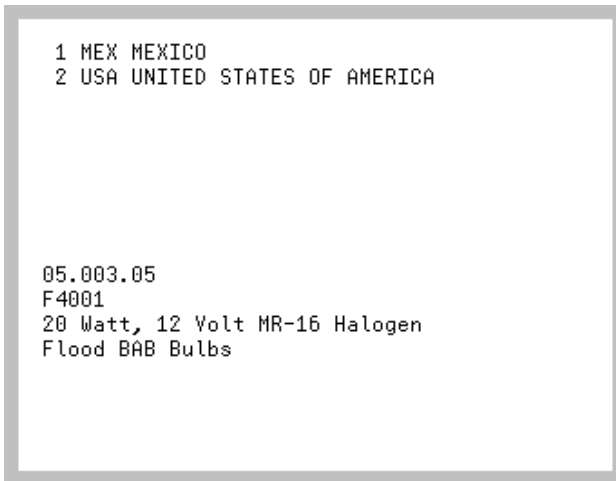 1 MEX MEXICO
2 USA UNITED STATES OF AMERICA
05.003.05
F4001
20 Watt, 12 Volt MR-16 Halogen
Flood BAB Bulbs